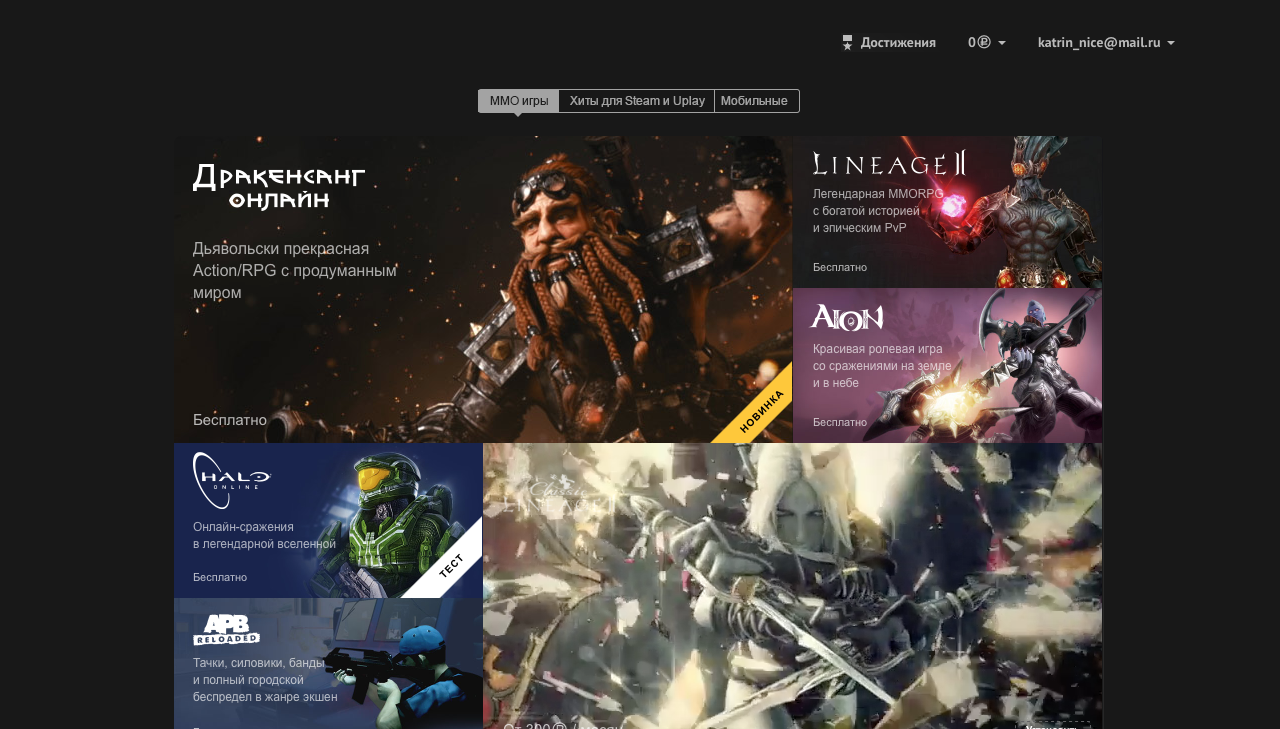 Достижения
0
katrin_nice@mail.ru
ММО игры
Хиты для Steam и Uplay
Мобильные
Дракенсанг
онлайн
Дьявольски прекрасная
Action/RPG с продуманным
миром
Бесплатно
НОВИНКА
LINEAGE II
Легендарная MMORPG
с богатой историей
и эпическим PvP
Бесплатно
AION
Красивая ролевая игра
со сражениями на земле
и в небе
Бесплатно
HALO
ONLINE
Онлайн-сражения
в легендарной вселенной
Бесплатно
ТЕСТ
Classic
LINEAGE II
APB
RELOADED
Тачки, силовики, банды
и полный городской
беспредел в жанре экшен